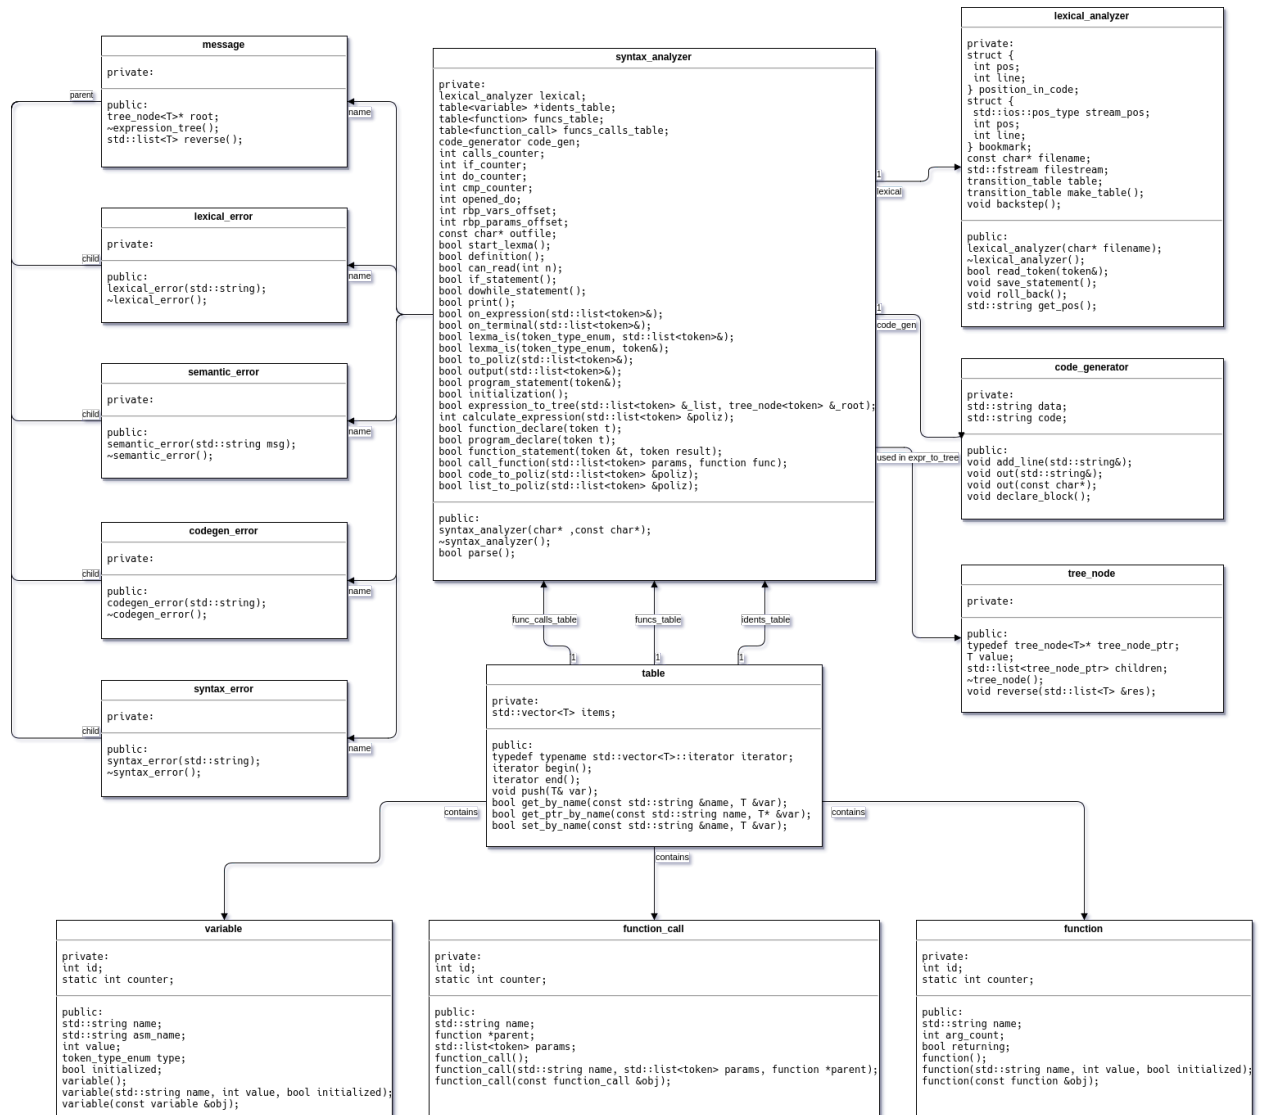 message
private:
public:
tree_node<T>* root;
~expression_tree();
std::list<T> reverse();
parent
name
lexical_error
private:
public:
lexical_error(std::string);
~lexical_error();
child
name
semantic_error
private:
public:
semantic_error(std::string msg);
~semantic_error();
child
name
codegen_error
private:
public:
codegen_error(std::string);
~codegen_error();
child
name
syntax_error
private:
public:
syntax_error(std::string);
~syntax_error();
child
name
syntax_analyzer
private:
lexical_analyzer lexical;
table<variable> *idents_table;
table<function> funcs_table;
table<function_call> funcs_calls_table;
code_generator code_gen;
int calls_counter;
int if_counter;
int do_counter;
int cmp_counter;
int opened_do;
int rbp_vars_offset;
int rbp_params_offset;
const char* outfile;
bool start_lexma();
bool definition();
bool can_read(int n);
bool if_statement();
bool dowhile_statement();
bool print();
bool on_expression(std::list<token>&);
bool on_terminal(std::list<token>&);
bool lexma_is(token_type_enum, std::list<token>&);
bool lexma_is(token_type_enum, token&);
bool to_poliz(std::list<token>&);
bool output(std::list<token>&);
bool program_statement(token&);
bool initialization();
bool expression_to_tree(std::list<token> &_list, tree_node<token> &_root);
int calculate_expression(std::list<token> &poliz);
bool function_declare(token t);
bool program_declare(token t);
bool function_statement(token &t, token result);
bool call_function(std::list<token> params, function func);
bool code_to_poliz(std::list<token> &poliz);
bool list_to_poliz(std::list<token> &poliz);
public:
syntax_analyzer(char* ,const char*);
~syntax_analyzer();
bool parse();
1
lexical
1
code_gen
used in expr_to_tree
lexical_analyzer
private:
struct {
int pos;
int line;
} position_in_code;
struct {
std::ios::pos_type stream_pos;
int pos;
int line;
} bookmark;
const char* filename;
std::fstream filestream;
transition_table table;
transition_table make_table();
void backstep();
public:
lexical_analyzer(char* filename);
~lexical_analyzer();
bool read_token(token&);
void save_statement();
void roll_back();
std::string get_pos();
code_generator
private:
std::string data;
std::string code;
public:
void add_line(std::string&);
void out(std::string&);
void out(const char*);
void declare_block();
tree_node
private:
public:
typedef tree_node<T>* tree_node_ptr;
T value;
std::list<tree_node_ptr> children;
~tree_node();
void reverse(std::list<T> &res);
func_calls_table
funcs_table
idents_table
1
1
1
table
private:
std::vector<T> items;
public:
typedef typename std::vector<T>::iterator iterator;
iterator begin();
iterator end();
void push(T& var);
bool get_by_name(const std::string &name, T &var);
bool get_ptr_by_name(const std::string name, T* &var);
bool set_by_name(const std::string &name, T &var);
contains
contains
contains
variable
private:
int id;
static int counter;
public:
std::string name;
std::string asm_name;
int value;
token_type_enum type;
bool initialized;
variable();
variable(std::string name, int value, bool initialized);
variable(const variable &obj);
function_call
private:
int id;
static int counter;
public:
std::string name;
function *parent;
std::list<token> params;
function_call();
function_call(std::string name, std::list<token> params, function *parent);
function_call(const function_call &obj);
function
private:
int id;
static int counter;
public:
std::string name;
int arg_count;
bool returning;
function();
function(std::string name, int value, bool initialized);
function(const function &obj);